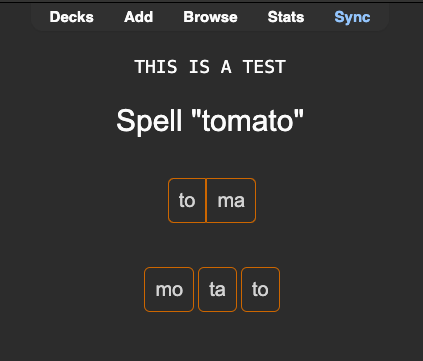 Decks Add Browse Stats Sync
THIS IS A TEST
Spell "tomato"
to ma
mo ta to